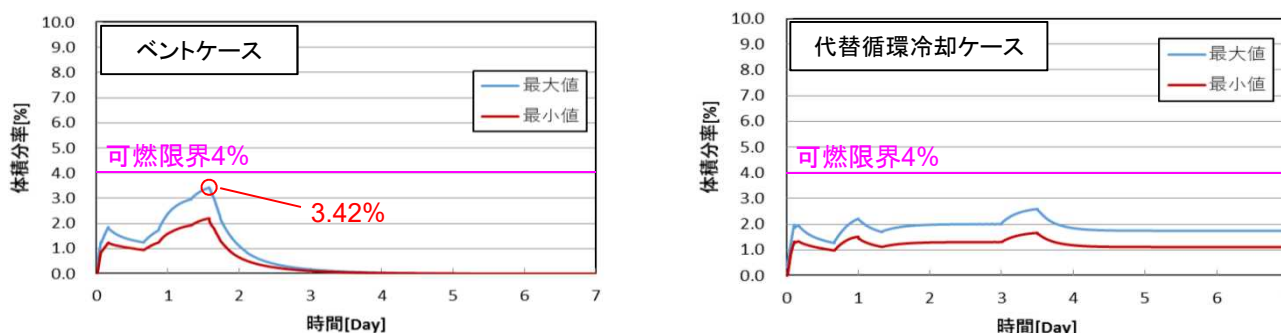 ベントケース
10.0
9.0
8.0
7.0
6.0
5.0
4.0
3.0
2.0
1.0
0.0
体積分率[%]
最大値
最小値
可燃限界4%
3.42%
0 1 2 3 4 5 6 7
時間[Day]
代替循環冷却ケース
10.0
9.0
8.0
7.0
6.0
5.0
4.0
3.0
2.0
1.0
0.0
体積分率[%]
最大値
最小値
可燃限界4%
0 1 2 3 4 5 6
時間[Day]